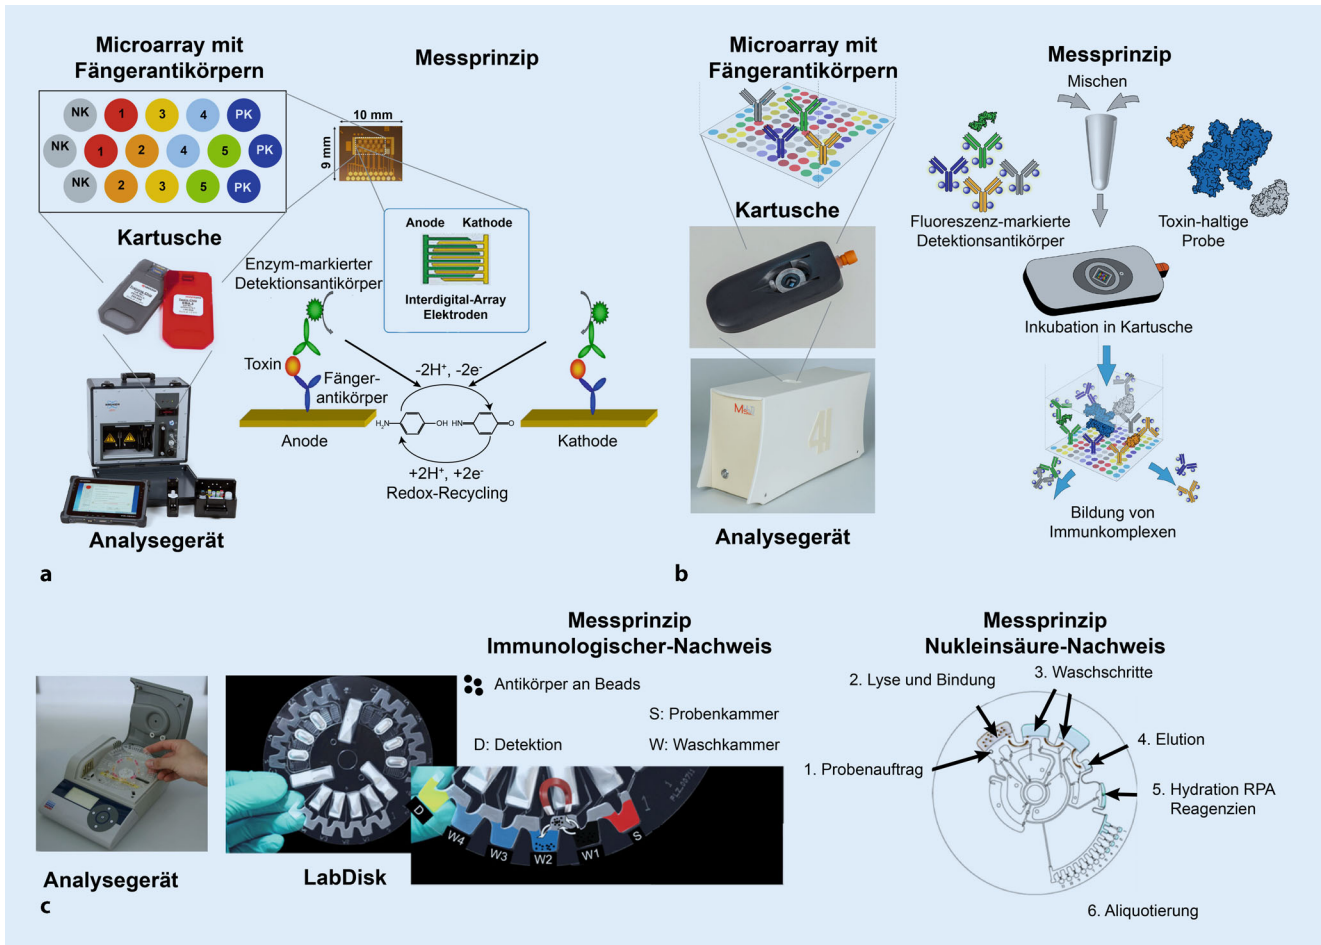 Microarray mit
Fängerantikörpern
Messprinzip
NK
1
3
4
PK
NK
1
2
4
5
PK
NK
2
3
5
PK
10 mm
9 mm
Kartusche
Anode
Kathode
Interdigital-Array
Elektroden
Enzym-markierter
Detektionsantikörper
Toxin
Fänger-
antikörper
-2H+, -2e-
H2N
OH
HN
O
Anode
Kathode
+2H+, +2e-
Redox-Recycling
Analysegerät
a
Microarray mit
Fängerantikörpern
Messprinzip
Mischen
Kartusche
Fluoreszenz-markierte
Detektionsantikörper
Toxin-haltige
Probe
Inkubation in Kartusche
4I
Bildung von
Immunkomplexen
Analysegerät
b
Messprinzip
Immunologischer-Nachweis
Antikörper an Beads
S: Probenkammer
D: Detektion
W: Waschkammer
D
W4
W3
W2
W1
S
Analysegerät
LabDisk
c
Messprinzip
Nukleinsäure-Nachweis
3. Waschschritte
2. Lyse und Bindung
4. Elution
1. Probenauftrag
5. Hydration RPA
Reagenzien
6. Aliquotierung